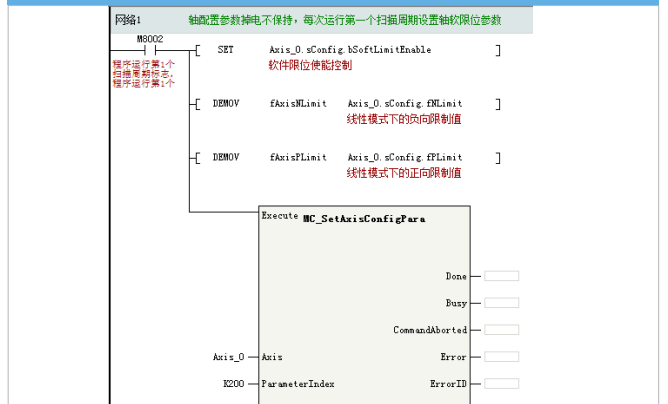 网络1 轴配置参数掉电不保持，每次运行第一个扫描周期设置轴软限位参数
M8002
[ SET Axis_0.sConfig.bSoftLimitEnable ]
程序运行第1个
扫描周期标志.
程序运行第1个
软件限位使能控制
[ DEMOV fAxisNLimit Axis_0.sConfig.fNLimit ]
线性模式下的负向限制值
[ DEMOV fAxisPLimit Axis_0.sConfig.fPLimit ]
线性模式下的正向限制值
Execute MC_SetAxisConfigPara
Done
Busy
CommandAborted
Axis_0 Axis Error
K200 ParameterIndex ErrorID